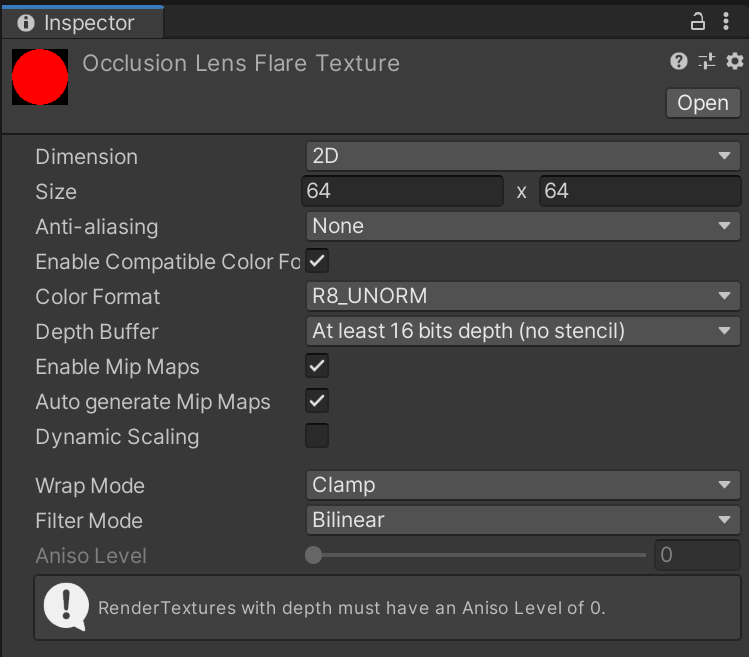 Inspector
Occlusion Lens Flare Texture
Open
Dimension 2D
Size 64 x 64
Anti-aliasing None
Enable Compatible Color Fo
Color Format R8_UNORM
Depth Buffer At least 16 bits depth (no stencil)
Enable Mip Maps
Auto generate Mip Maps
Dynamic Scaling
Wrap Mode Clamp
Filter Mode Bilinear
Aniso Level 0
RenderTextures with depth must have an Aniso Level of 0.